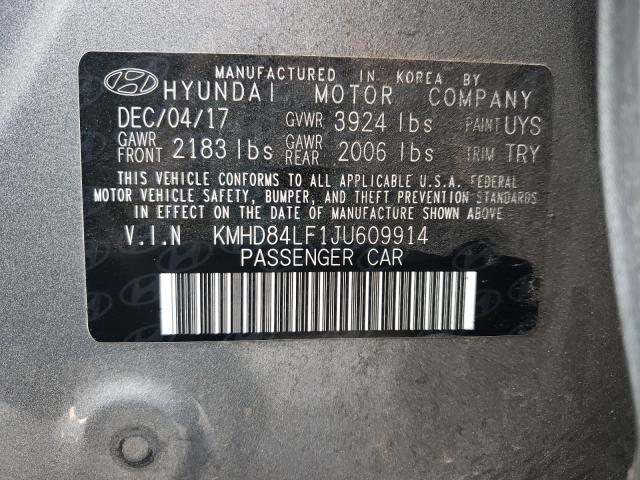 MANUFACTURED IN KOREA BY
HYUNDAI MOTOR COMPANY
DEC/04/17 GVWR 3924 lbs PAINT UYS
GAWR FRONT 2183 lbs GAWR REAR 2006 lbs TRIM TRY
THIS VEHICLE CONFORMS TO ALL APPLICABLE U.S.A. FEDERAL
MOTOR VEHICLE SAFETY, BUMPER, AND THEFT PREVENTION STANDARDS
IN EFFECT ON THE DATE OF MANUFACTURE SHOWN ABOVE.
V.I.N KMHD84LF1JU609914
PASSENGER CAR